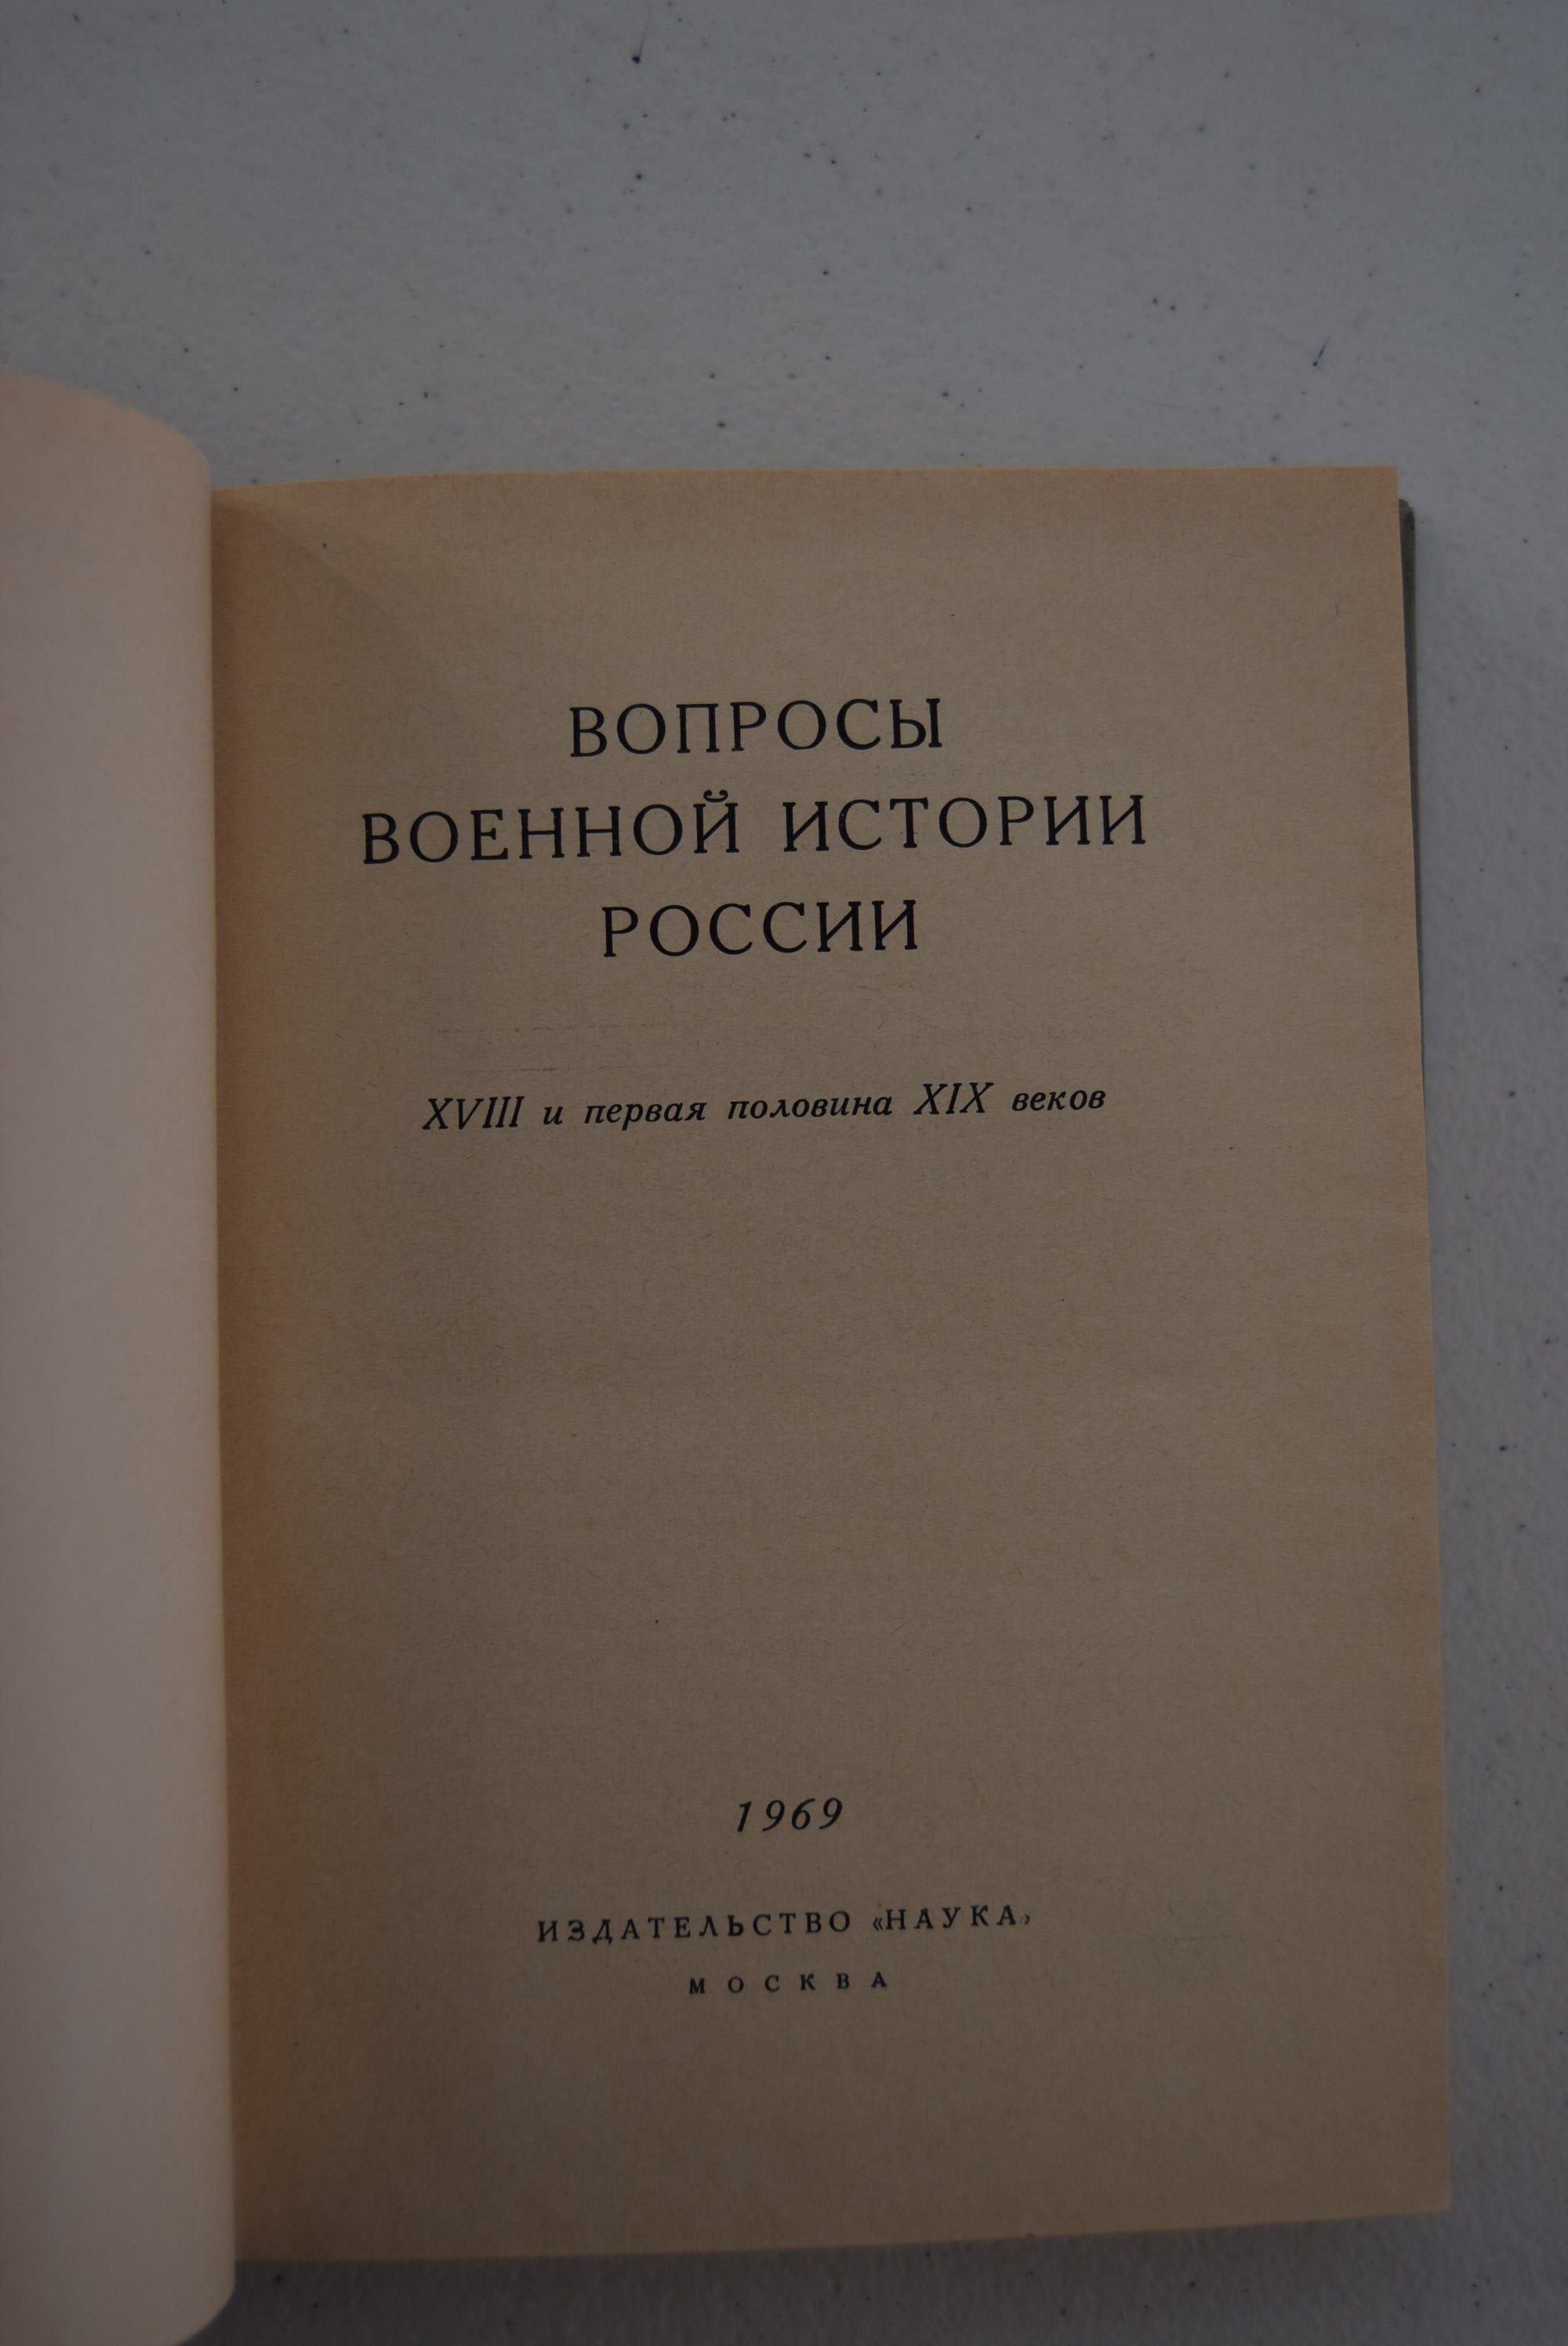 ВОПРОСЫ
ВОЕННОЙ ИСТОРИИ
РОССИИ
XVIII и первая половина XIX веков
1969
ИЗДАТЕЛЬСТВО «НАУКА»
МОСКВА